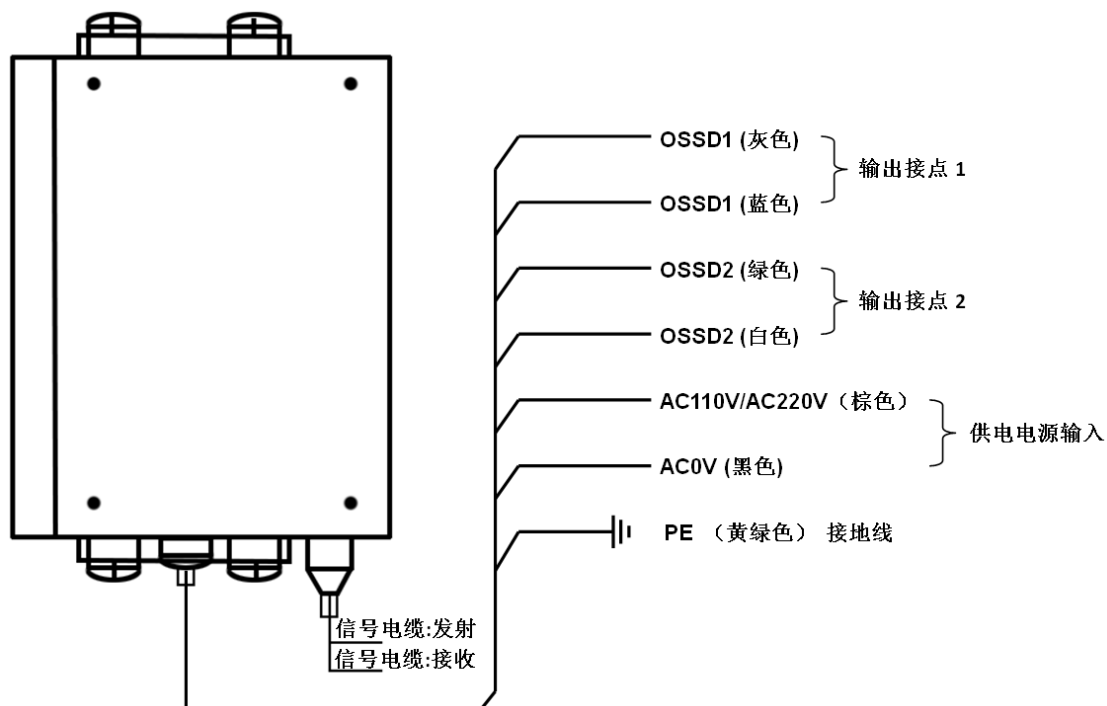 OSSD1 (灰色)
输出接点 1
OSSD1 (蓝色)
OSSD2 (绿色)
输出接点 2
OSSD2 (白色)
AC110V/AC220V（棕色）
供电电源输入
AC0V (黑色)
PE （黄绿色） 接地线
信号电缆:发射
信号电缆:接收